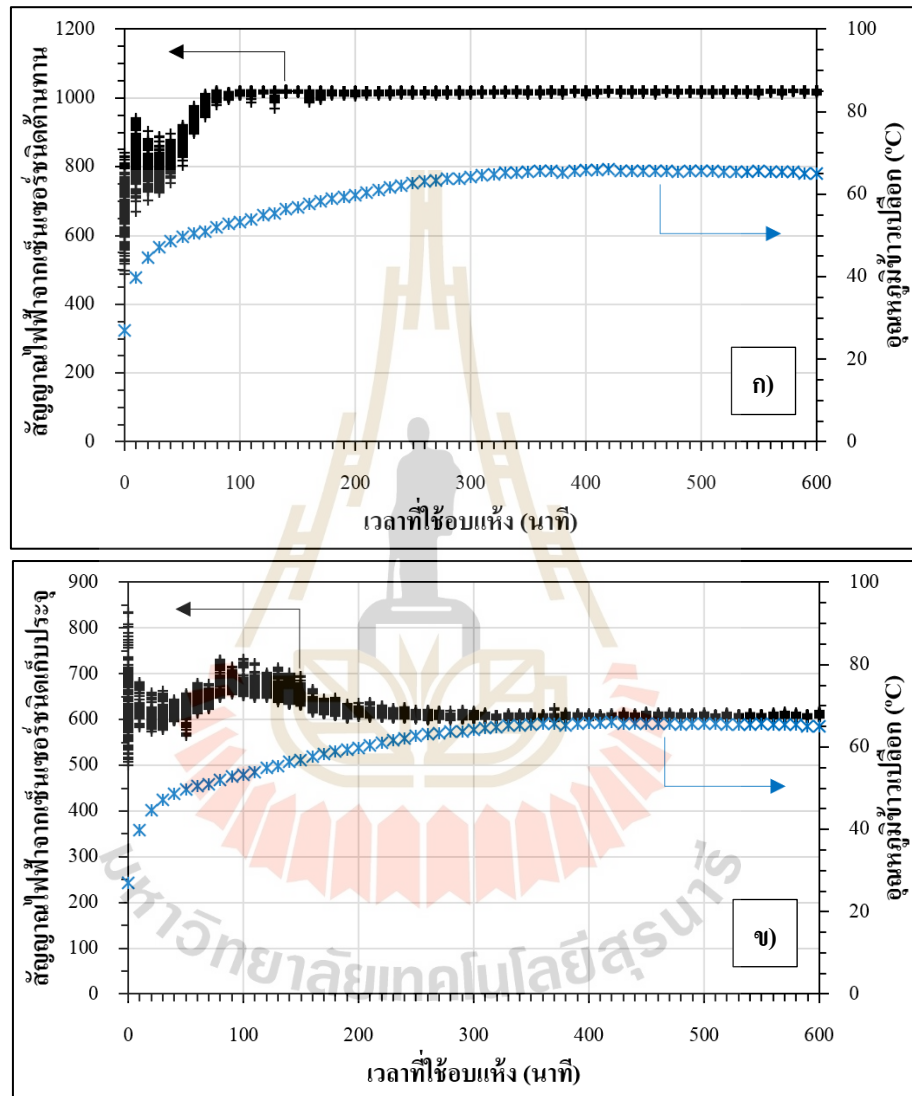 สัญญาณไฟฟ้าจากเซ็นเซอร์ชนิดต้านทาน
1200
1000
800
600
400
200
0
100
80
60
40
20
0
อุณหภูมิข้าวเปลือก (ºC)
ก)
0 100 200 300 400 500 600
เวลาที่ใช้อบแห้ง (นาที)
สัญญาณไฟฟ้าจากเซ็นเซอร์ชนิดเก็บประจุ
900
800
700
600
500
400
300
200
100
0
100
80
60
40
20
0
อุณหภูมิข้าวเปลือก (ºC)
ข)
0 100 200 300 400 500 600
เวลาที่ใช้อบแห้ง (นาที)
มหาวิทยาลัยเทคโนโลยีสุรนารี